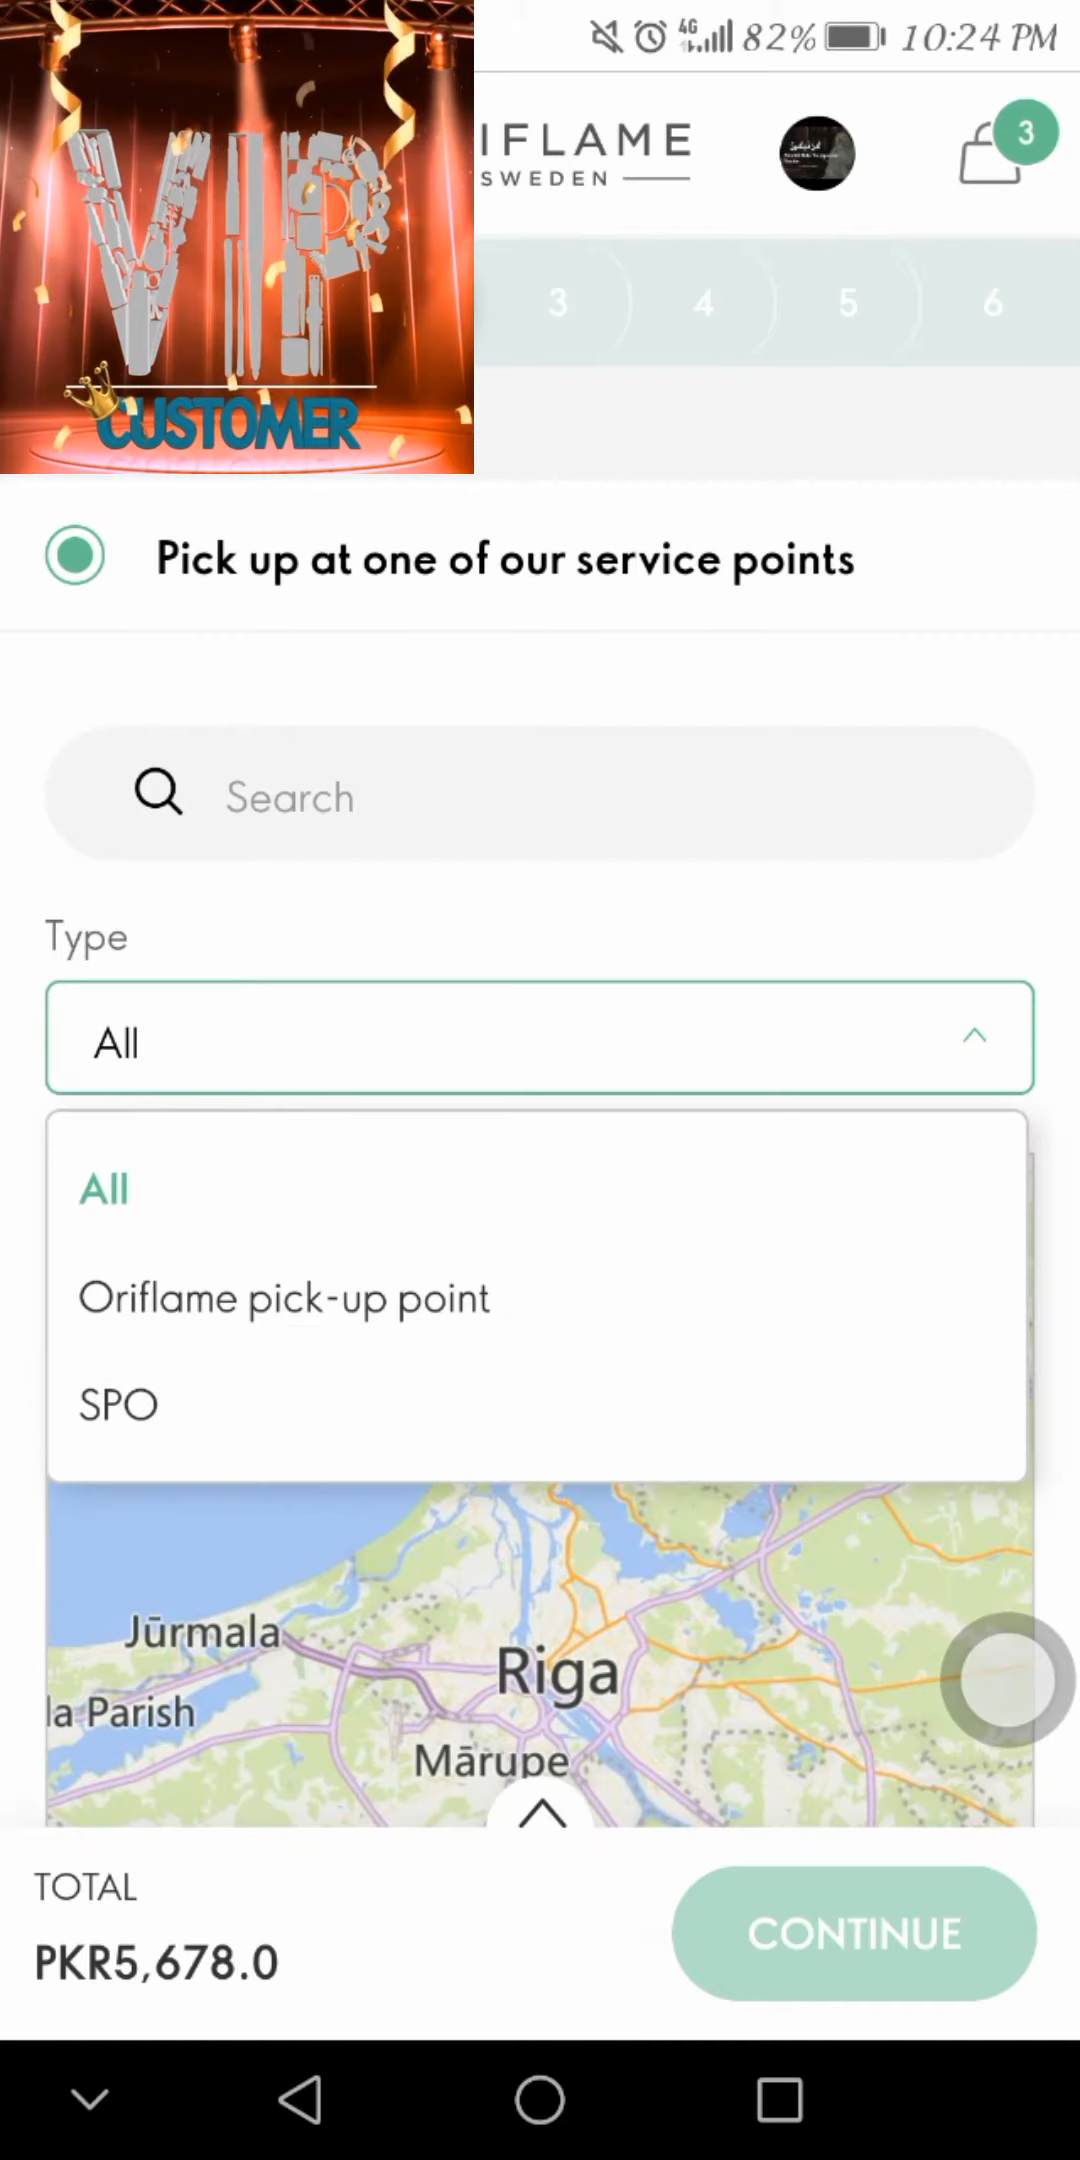 VIP
CUSTOMER
82% 10:24 PM
4G
IFLAME
SWEDEN
3
3 4 5 6
Pick up at one of our service points
Search
Type
All
All
Oriflame pick-up point
SPO
Jūrmala
Riga
la Parish
Mārupe
TOTAL
PKR5,678.0
CONTINUE